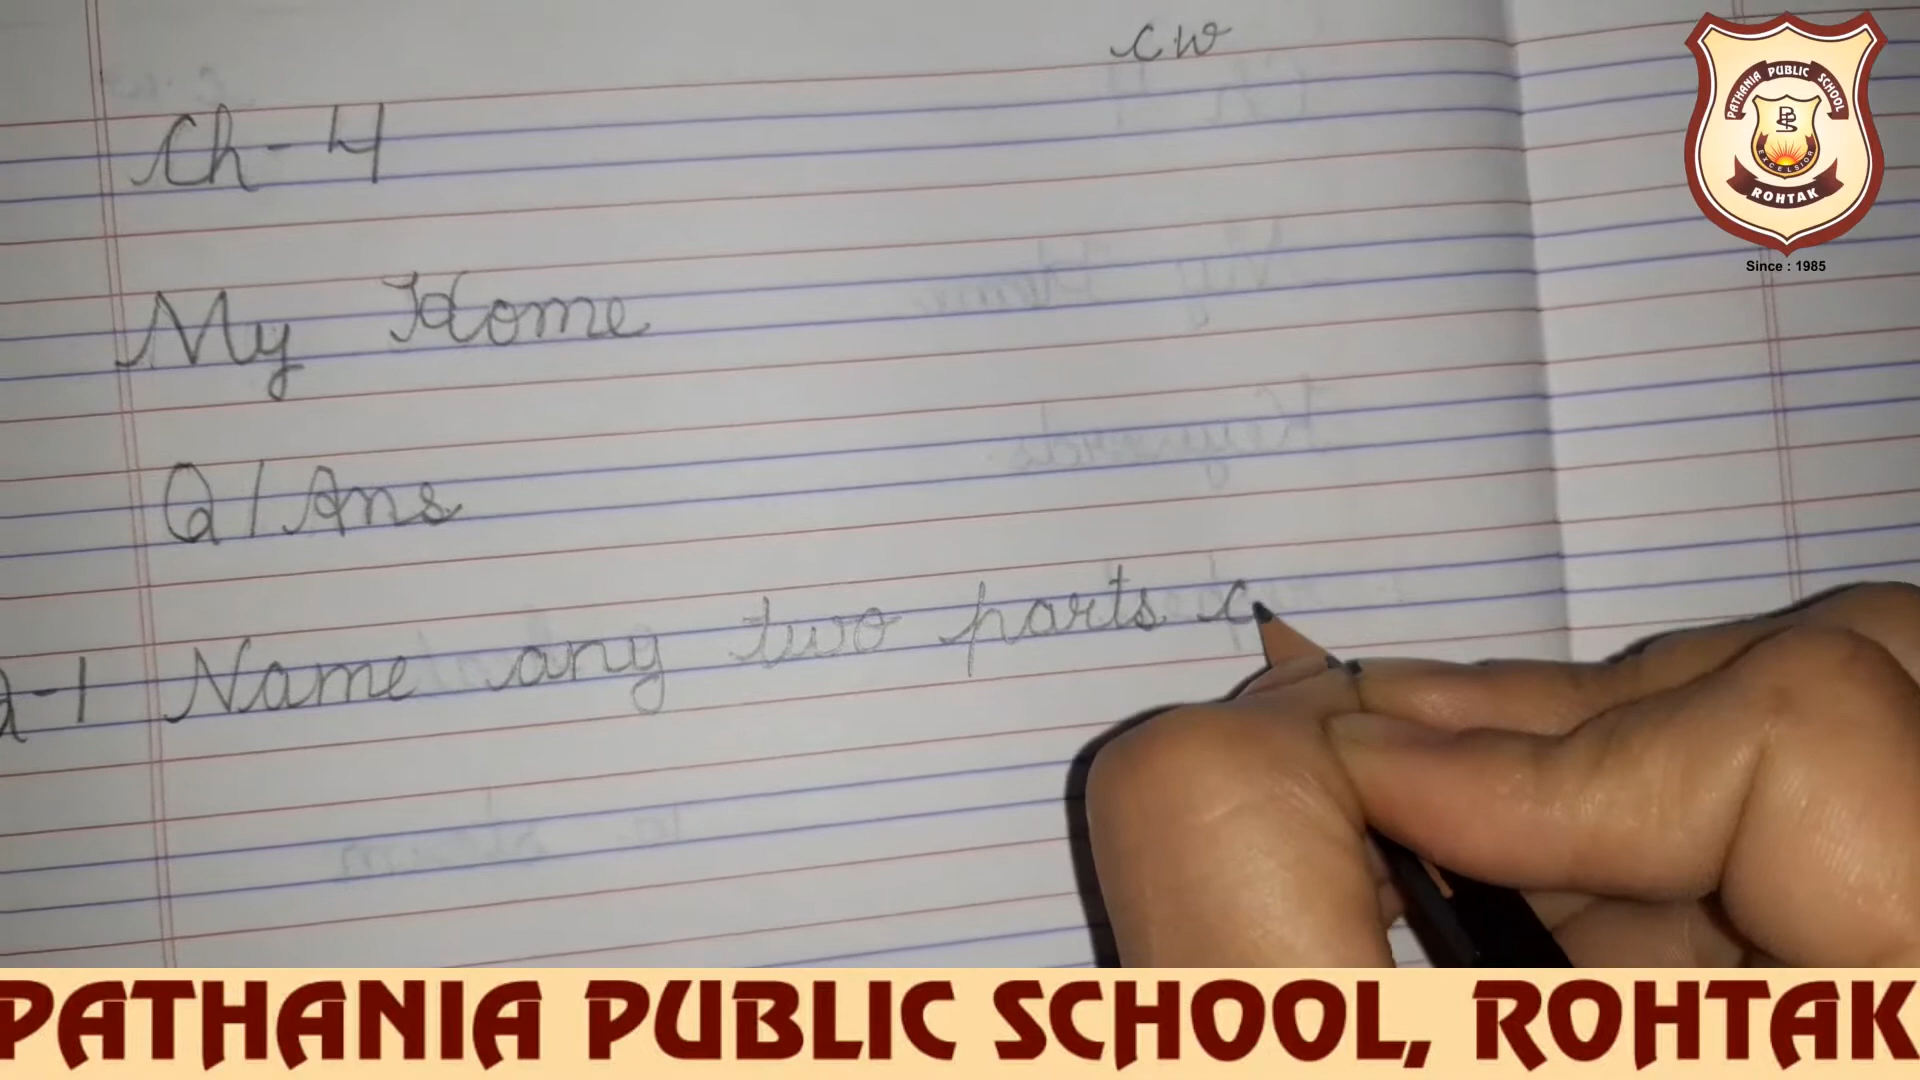 CW
Ch-4
My Home
Q/Ans
Q-1 Name any two parts
PATHANIA PUBLIC SCHOOL
EXCELSIOR
ROHTAK
Since : 1985
PATHANIA PUBLIC SCHOOL, ROHTAK